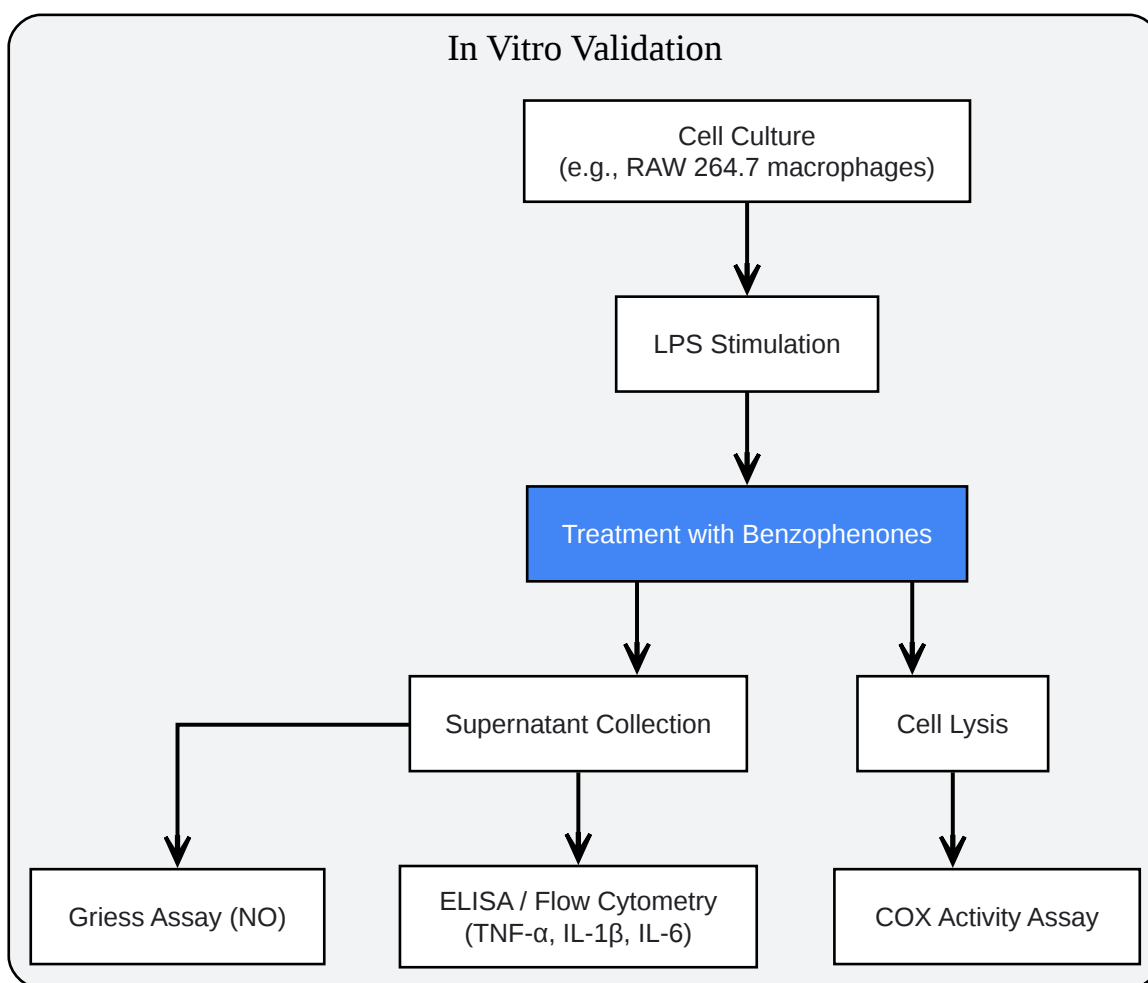 In Vitro Validation
Cell Culture
(e.g., RAW 264.7 macrophages)
LPS Stimulation
Treatment with Benzophenones
Supernatant Collection
Cell Lysis
Griess Assay (NO)
ELISA / Flow Cytometry
(TNF-α, IL-1β, IL-6)
COX Activity Assay